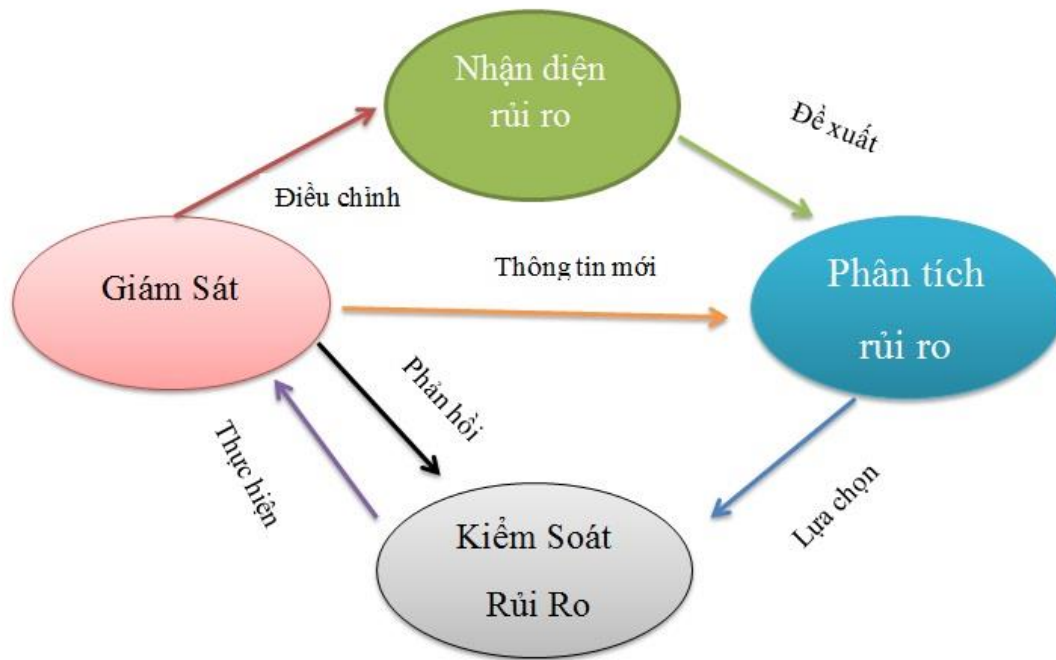 Nhận diện
rủi ro
Đề xuất
Điều chỉnh
Giám Sát
Thông tin mới
Phân tích
rủi ro
Phản hồi
Thực hiện
Lựa chọn
Kiểm Soát
Rủi Ro